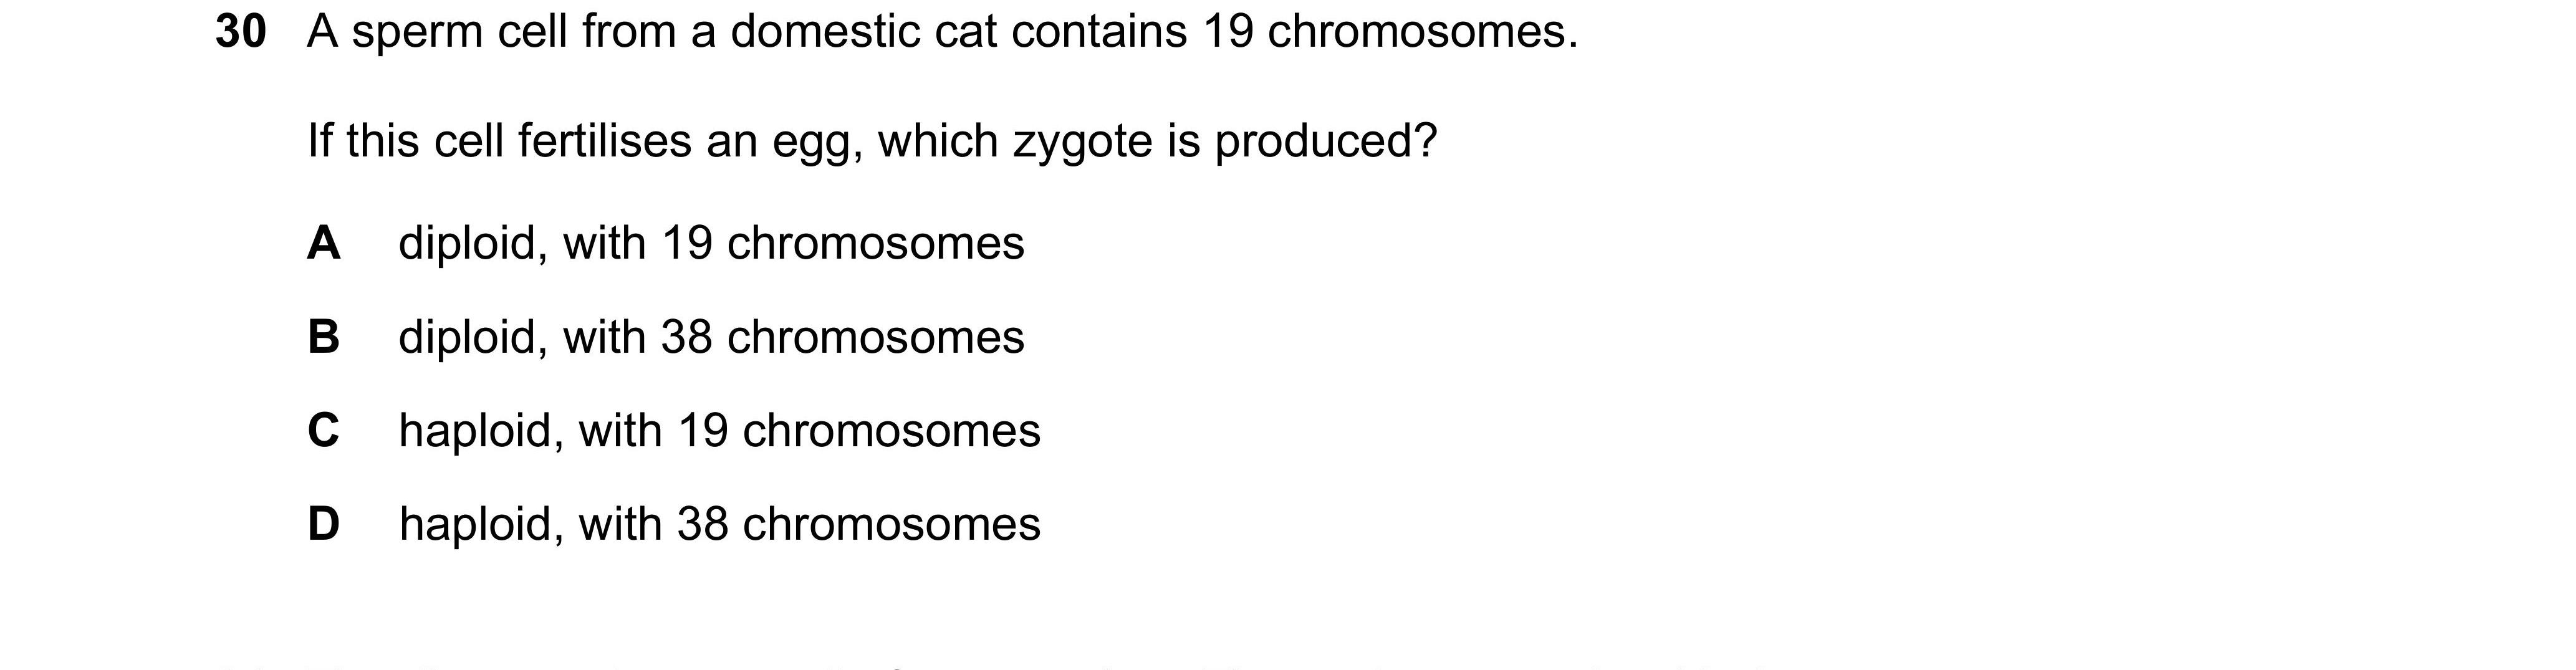 30 A sperm cell from a domestic cat contains 19 chromosomes.
If this cell fertilises an egg, which zygote is produced?
A diploid, with 19 chromosomes
B diploid, with 38 chromosomes
C haploid, with 19 chromosomes
D haploid, with 38 chromosomes